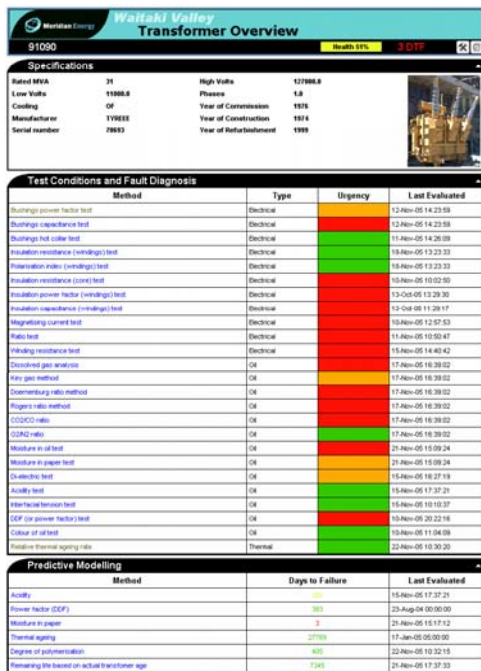 Meridian Energy
Waitaki Valley
Transformer Overview
91090 Health 51% 3 DTF
Specifications
Rated MVA 31 High Volts 127000.0
Low Volts 11000.0 Phases 1.0
Cooling OF Year of Commission 1976
Manufacturer TYREEE Year of Construction 1974
Serial number 70693 Year of Refurbishment 1999
Test Conditions and Fault Diagnosis
Method Type Urgency Last Evaluated
Bushings power factor test Electrical 12-Nov-05 14:23:59
Bushings capacitance test Electrical 12-Nov-05 14:23:59
Bushings hot collar test Electrical 11-Nov-05 14:26:09
Insulation resistance (windings) test Electrical 18-Nov-05 13:23:33
Polarisation index (windings) test Electrical 18-Nov-05 13:23:33
Insulation resistance (core) test Electrical 10-Nov-05 10:02:50
Insulation power factor (windings) test Electrical 13-Oct-05 13:29:30
Insulation capacitance (windings) test Electrical 13-Oct-05 11:29:17
Magnetising current test Electrical 10-Nov-05 12:57:53
Ratio test Electrical 11-Nov-05 10:50:47
Winding resistance test Electrical 15-Nov-05 14:40:42
Dissolved gas analysis Oil 17-Nov-05 16:39:02
Key gas method Oil 17-Nov-05 16:39:02
Doernenburg ratio method Oil 17-Nov-05 16:39:02
Rogers ratio method Oil 17-Nov-05 16:39:02
CO2/CO ratio Oil 17-Nov-05 16:39:02
O2/N2 ratio Oil 17-Nov-05 16:39:02
Moisture in oil test Oil 21-Nov-05 15:09:24
Moisture in paper test Oil 21-Nov-05 15:09:24
Di-electric test Oil 15-Nov-05 16:27:19
Acidity test Oil 15-Nov-05 17:37:21
Interfacial tension test Oil 15-Nov-05 10:10:37
DDF (or power factor) test Oil 10-Nov-05 20:22:16
Colour of oil test Oil 10-Nov-05 11:04:09
Relative thermal ageing rate Thermal 22-Nov-05 10:30:20
Predictive Modelling
Method Days to Failure Last Evaluated
Acidity 15-Nov-05 17:37:21
Power factor (DDF) 383 23-Aug-04 00:00:00
Moisture in paper 3 21-Nov-05 15:17:12
Thermal ageing 27769 17-Jan-05 05:00:00
Degree of polymerisation 22-Nov-05 10:32:15
Remaining life based on actual transformer age 7345 21-Nov-05 17:37:33